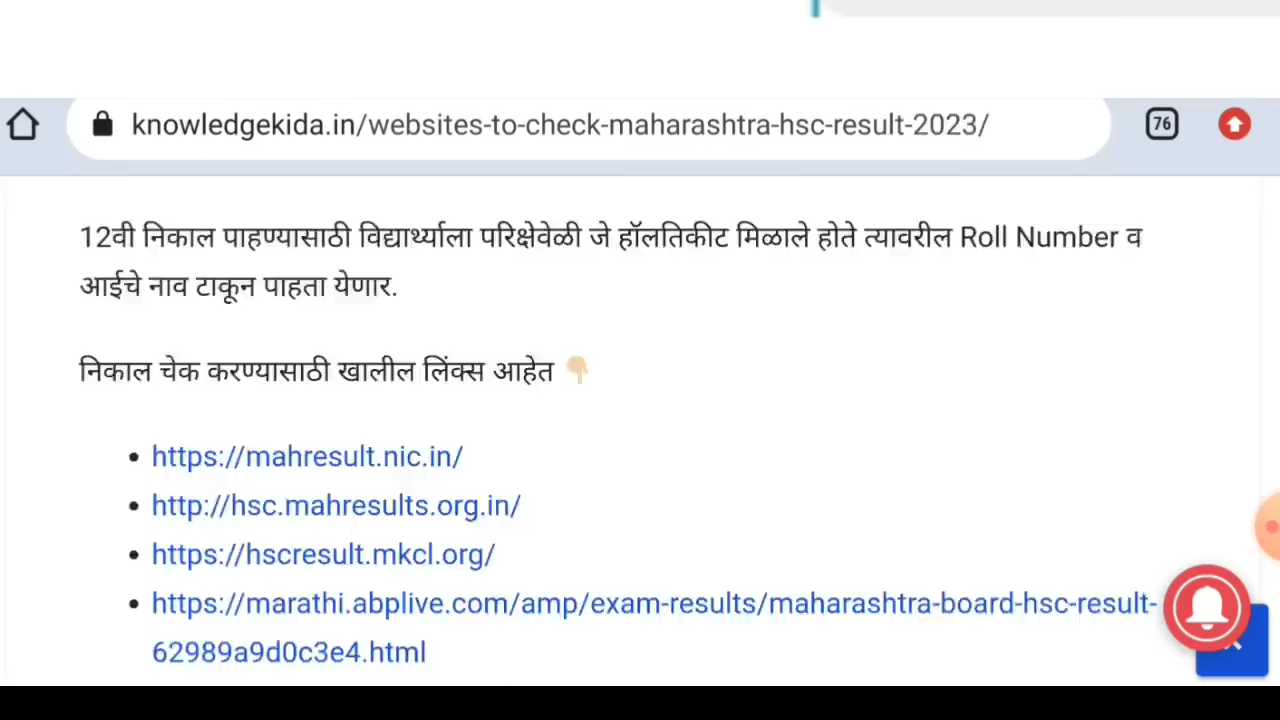 knowledgekida.in/websites-to-check-maharashtra-hsc-result-2023/
76
12वी निकाल पाहण्यासाठी विद्यार्थ्याला परिक्षेवेळी जे हॉलतिकीट मिळाले होते त्यावरील Roll Number व
आईचे नाव टाकून पाहता येणार.
निकाल चेक करण्यासाठी खालील लिंक्स आहेत 👇🏼
• https://mahresult.nic.in/
• http://hsc.mahresults.org.in/
• https://hscresult.mkcl.org/
• https://marathi.abplive.com/amp/exam-results/maharashtra-board-hsc-result-
62989a9d0c3e4.html